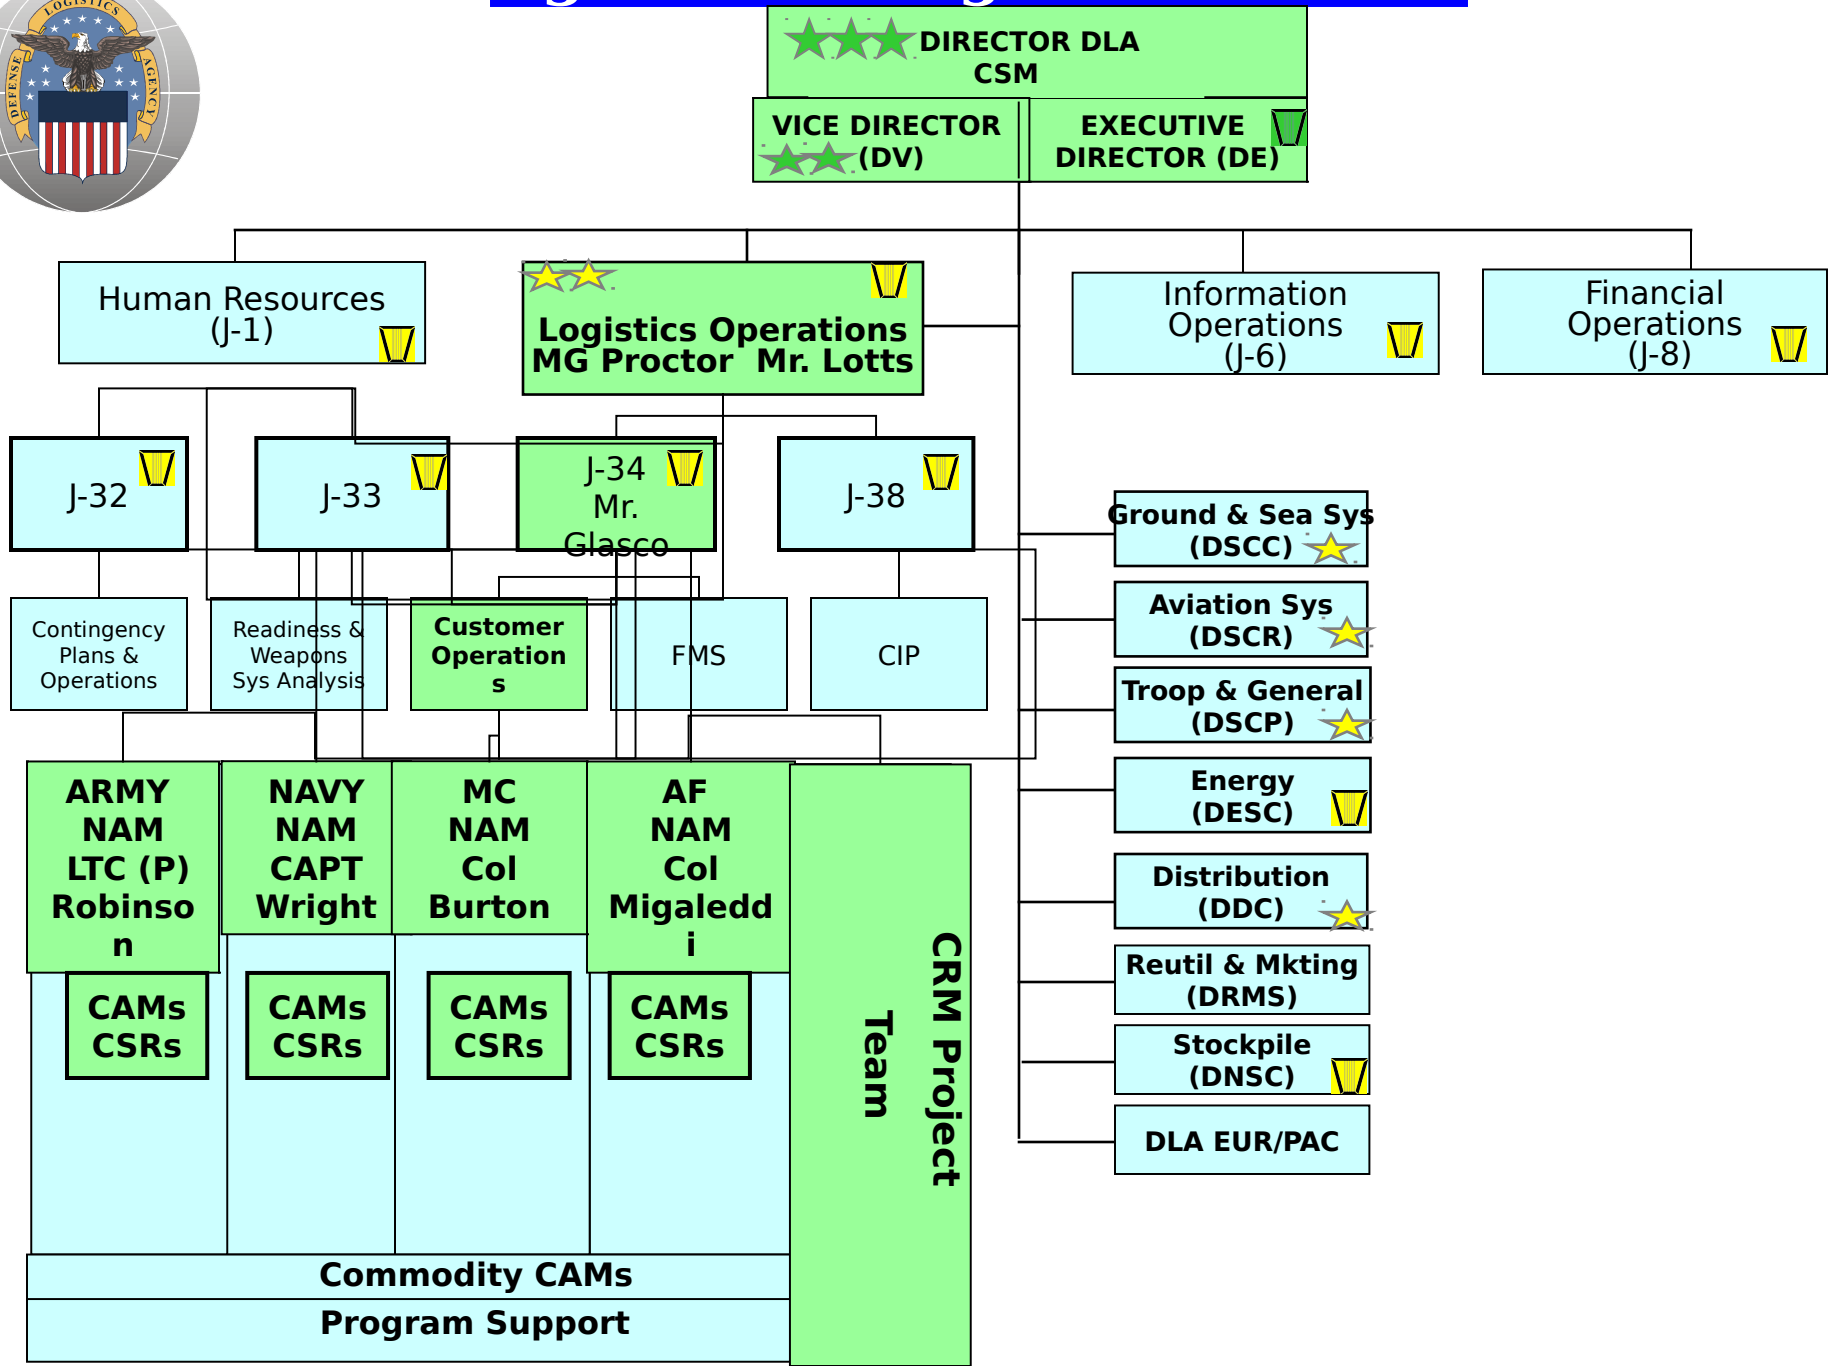 LOGISTICS
DEFENSE
AGENCY
DIRECTOR DLA
CSM
VICE DIRECTOR
(DV)
EXECUTIVE
DIRECTOR (DE)
Human Resources
(J-1)
Logistics Operations
MG Proctor  Mr. Lotts
Information
Operations
(J-6)
Financial
Operations
(J-8)
J-32
J-33
J-34
Mr.
Glasco
J-38
Contingency
Plans &
Operations
Readiness &
Weapons
Sys Analysis
Customer
Operation
s
FMS
CIP
Ground & Sea Sys
(DSCC)
Aviation Sys
(DSCR)
Troop & General
(DSCP)
Energy
(DESC)
Distribution
(DDC)
Reutil & Mkting
(DRMS)
Stockpile
(DNSC)
DLA EUR/PAC
ARMY
NAM
LTC (P)
Robinso
n
NAVY
NAM
CAPT
Wright
MC
NAM
Col
Burton
AF
NAM
Col
Migaledd
i
CAMs
CSRs
CAMs
CSRs
CAMs
CSRs
CAMs
CSRs
CRM Project
Team
Commodity CAMs
Program Support